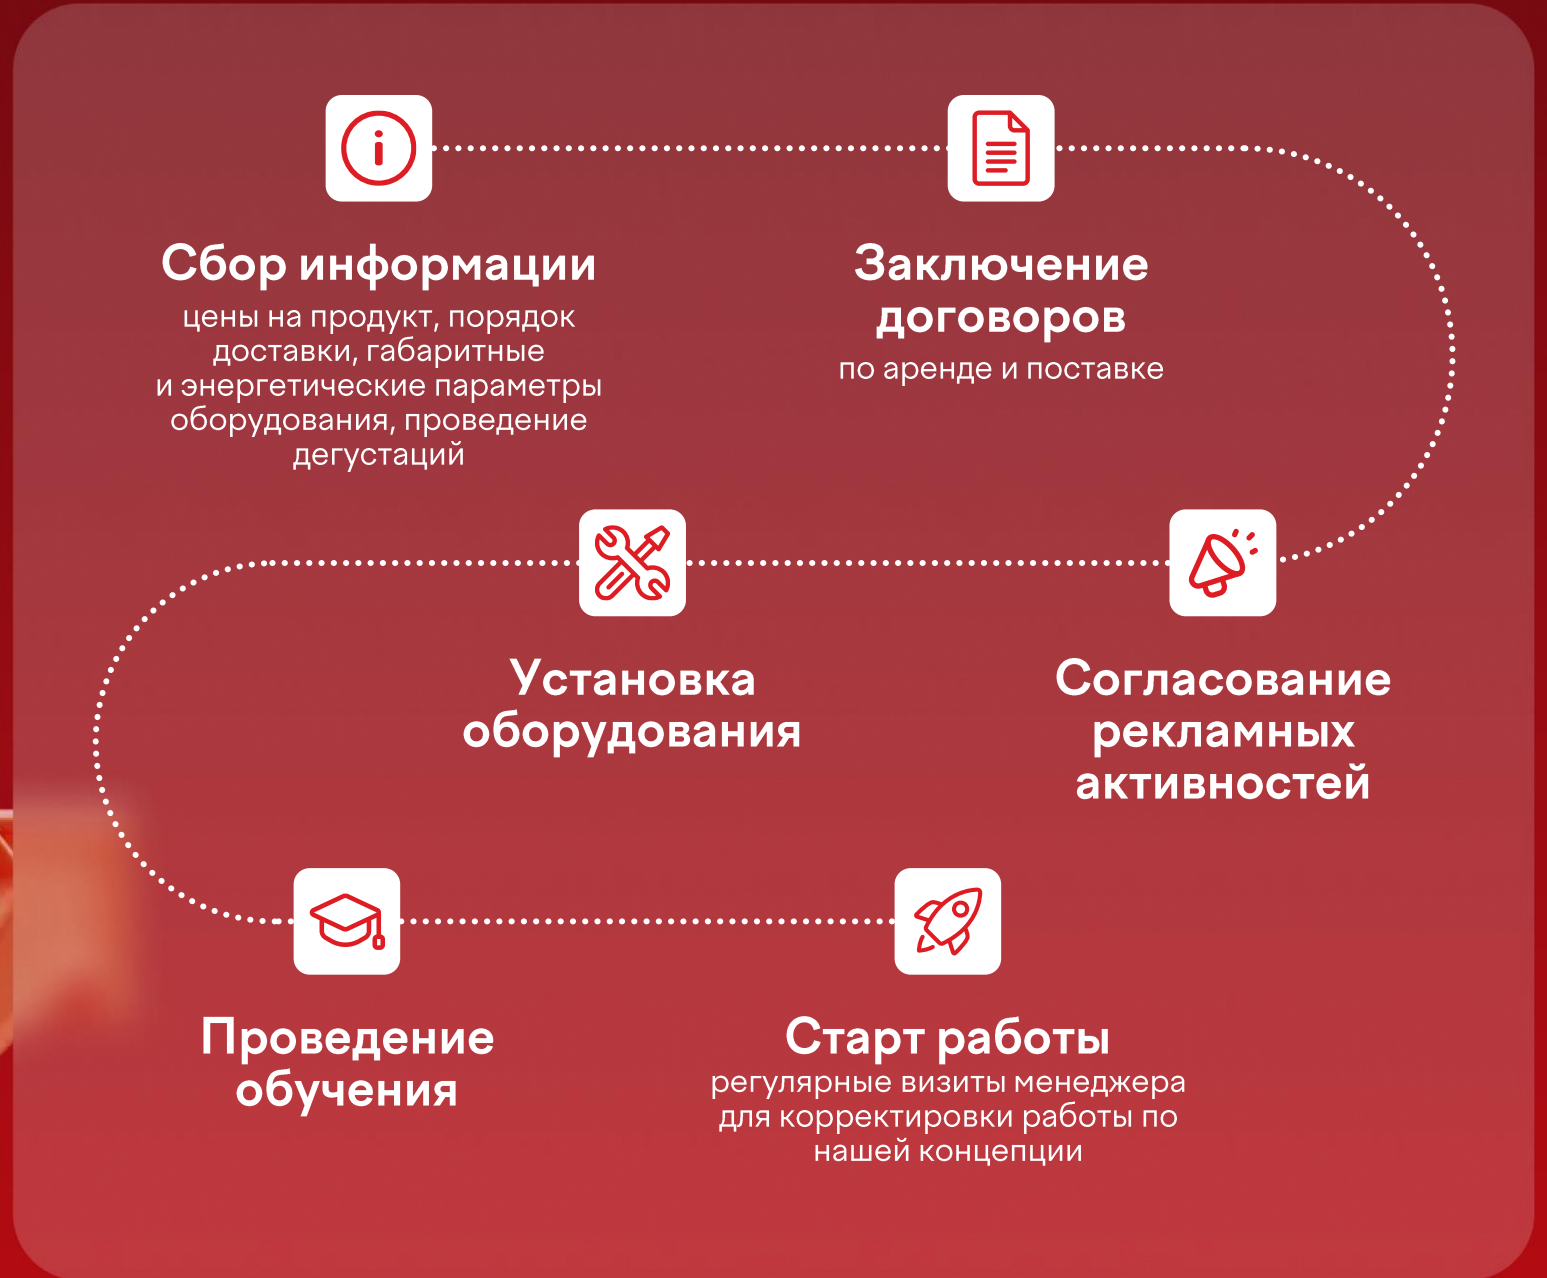 Сбор информации
цены на продукт, порядок
доставки, габаритные
и энергетические параметры
оборудования, проведение
дегустаций
Заключение
договоров
по аренде и поставке
Согласование
рекламных
активностей
Установка
оборудования
Проведение
обучения
Старт работы
регулярные визиты менеджера
для корректировки работы по
нашей концепции